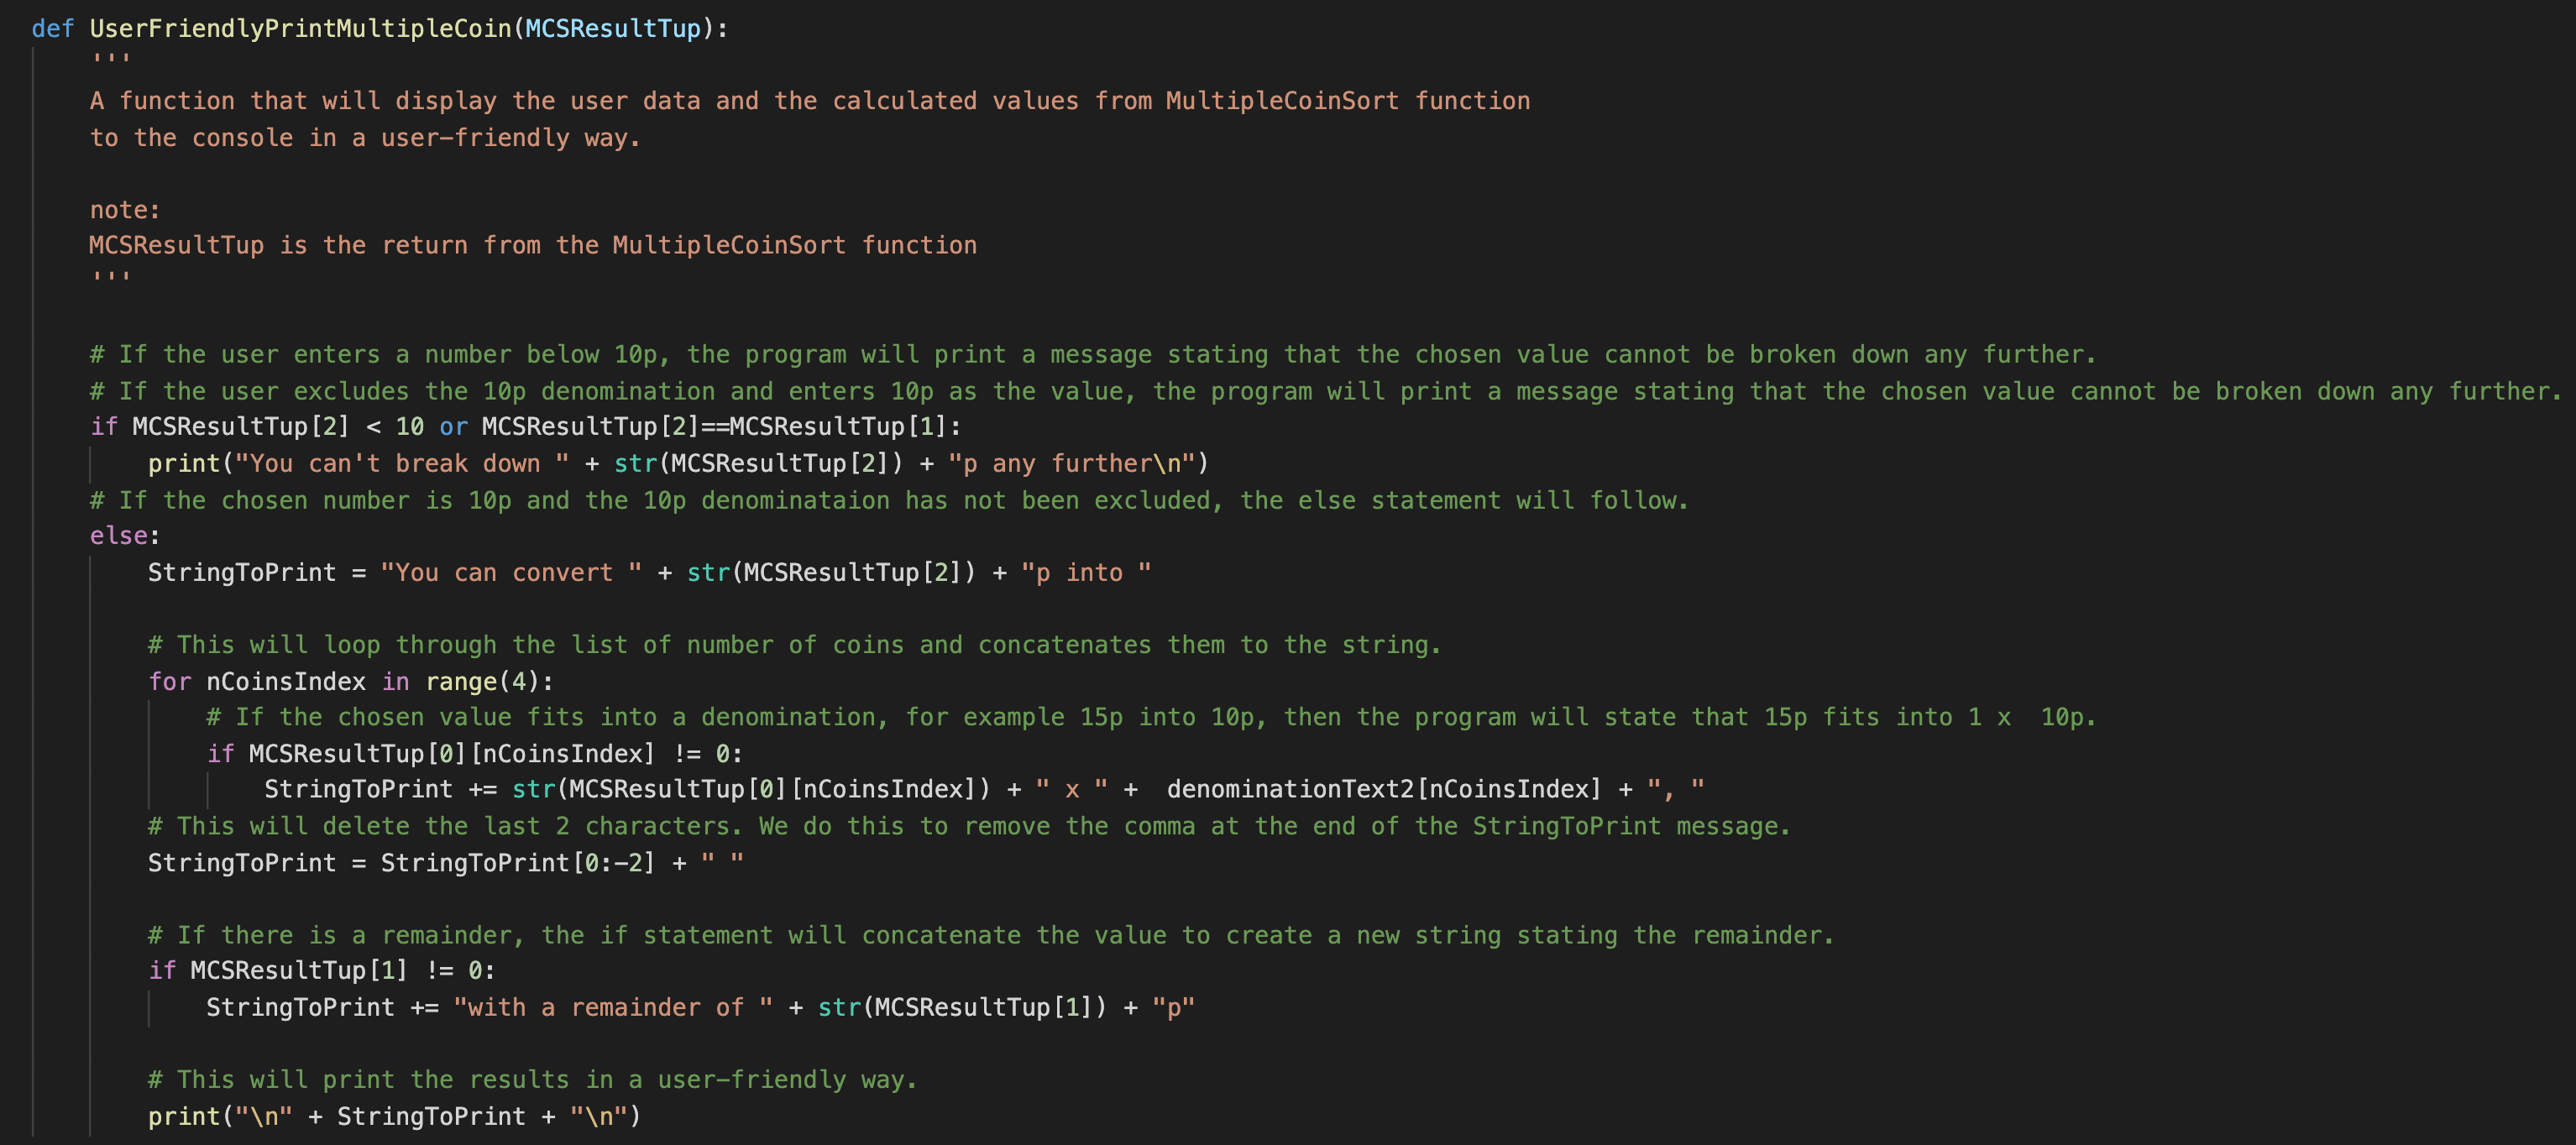 def UserFriendlyPrintMultipleCoin(MCSResultTup):
    '''
    A function that will display the user data and the calculated values from MultipleCoinSort function
    to the console in a user-friendly way.

    note:
    MCSResultTup is the return from the MultipleCoinSort function
    '''

    # If the user enters a number below 10p, the program will print a message stating that the chosen value cannot be broken down any further.
    # If the user excludes the 10p denomination and enters 10p as the value, the program will print a message stating that the chosen value cannot be broken down any further.
    if MCSResultTup[2] < 10 or MCSResultTup[2]==MCSResultTup[1]:
        print("You can't break down " + str(MCSResultTup[2]) + "p any further\n")
    # If the chosen number is 10p and the 10p denominataion has not been excluded, the else statement will follow.
    else:
        StringToPrint = "You can convert " + str(MCSResultTup[2]) + "p into "

        # This will loop through the list of number of coins and concatenates them to the string.
        for nCoinsIndex in range(4):
            # If the chosen value fits into a denomination, for example 15p into 10p, then the program will state that 15p fits into 1 x  10p.
            if MCSResultTup[0][nCoinsIndex] != 0:
                StringToPrint += str(MCSResultTup[0][nCoinsIndex]) + " x " +  denominationText2[nCoinsIndex] + ", "
        # This will delete the last 2 characters. We do this to remove the comma at the end of the StringToPrint message.
        StringToPrint = StringToPrint[0:-2] + " "

        # If there is a remainder, the if statement will concatenate the value to create a new string stating the remainder.
        if MCSResultTup[1] != 0:
            StringToPrint += "with a remainder of " + str(MCSResultTup[1]) + "p"

        # This will print the results in a user-friendly way.
        print("\n" + StringToPrint + "\n")